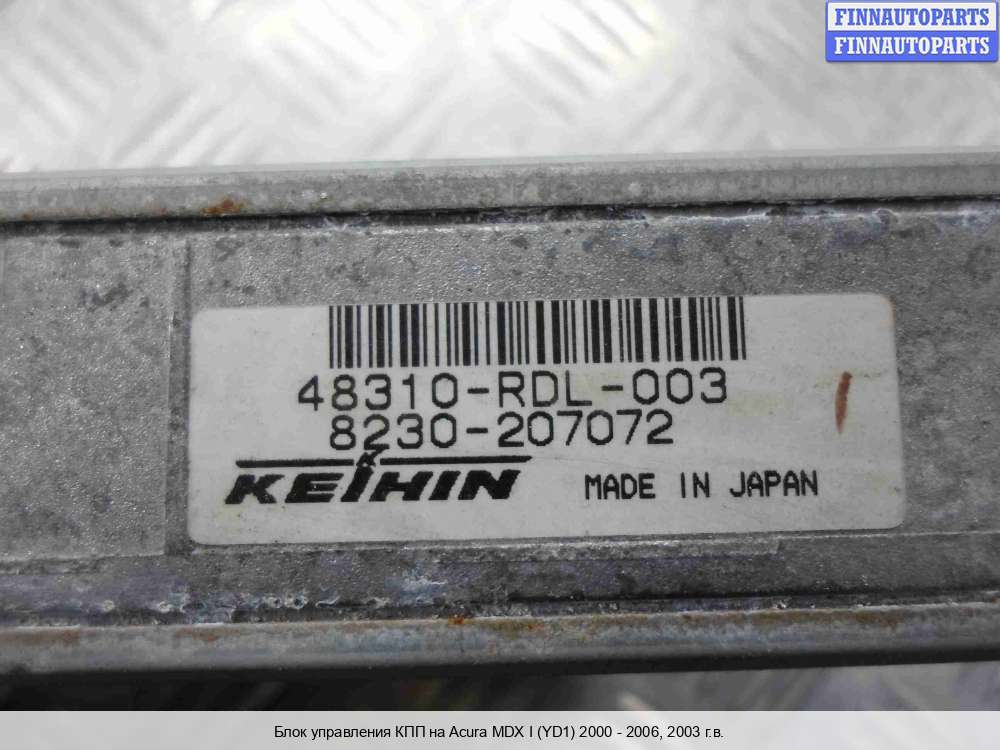 FINNAUTOPARTS
FINNAUTOPARTS
48310-RDL-003
8230-207072
KEIHIN
MADE IN JAPAN
Блок управления КПП на Acura MDX I (YD1) 2000 - 2006, 2003 г.в.